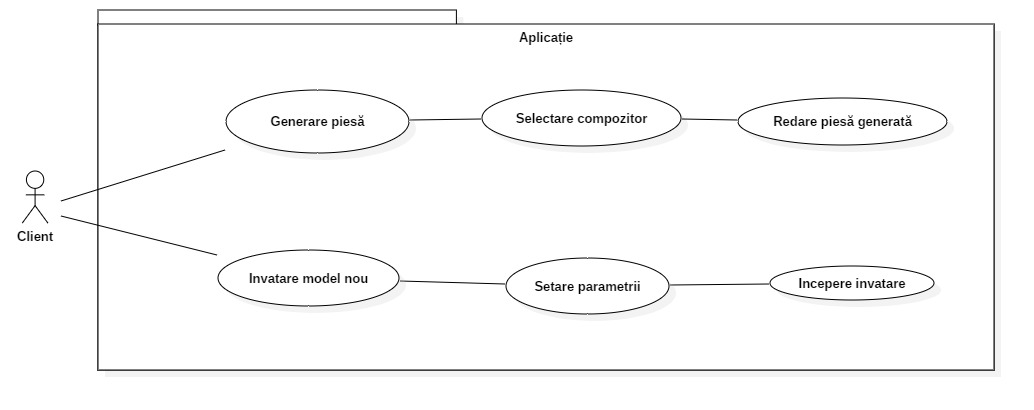 Aplicație
Generare piesă
Selectare compozitor
Redare piesă generată
Client
Invatare model nou
Setare parametrii
Incepere invatare